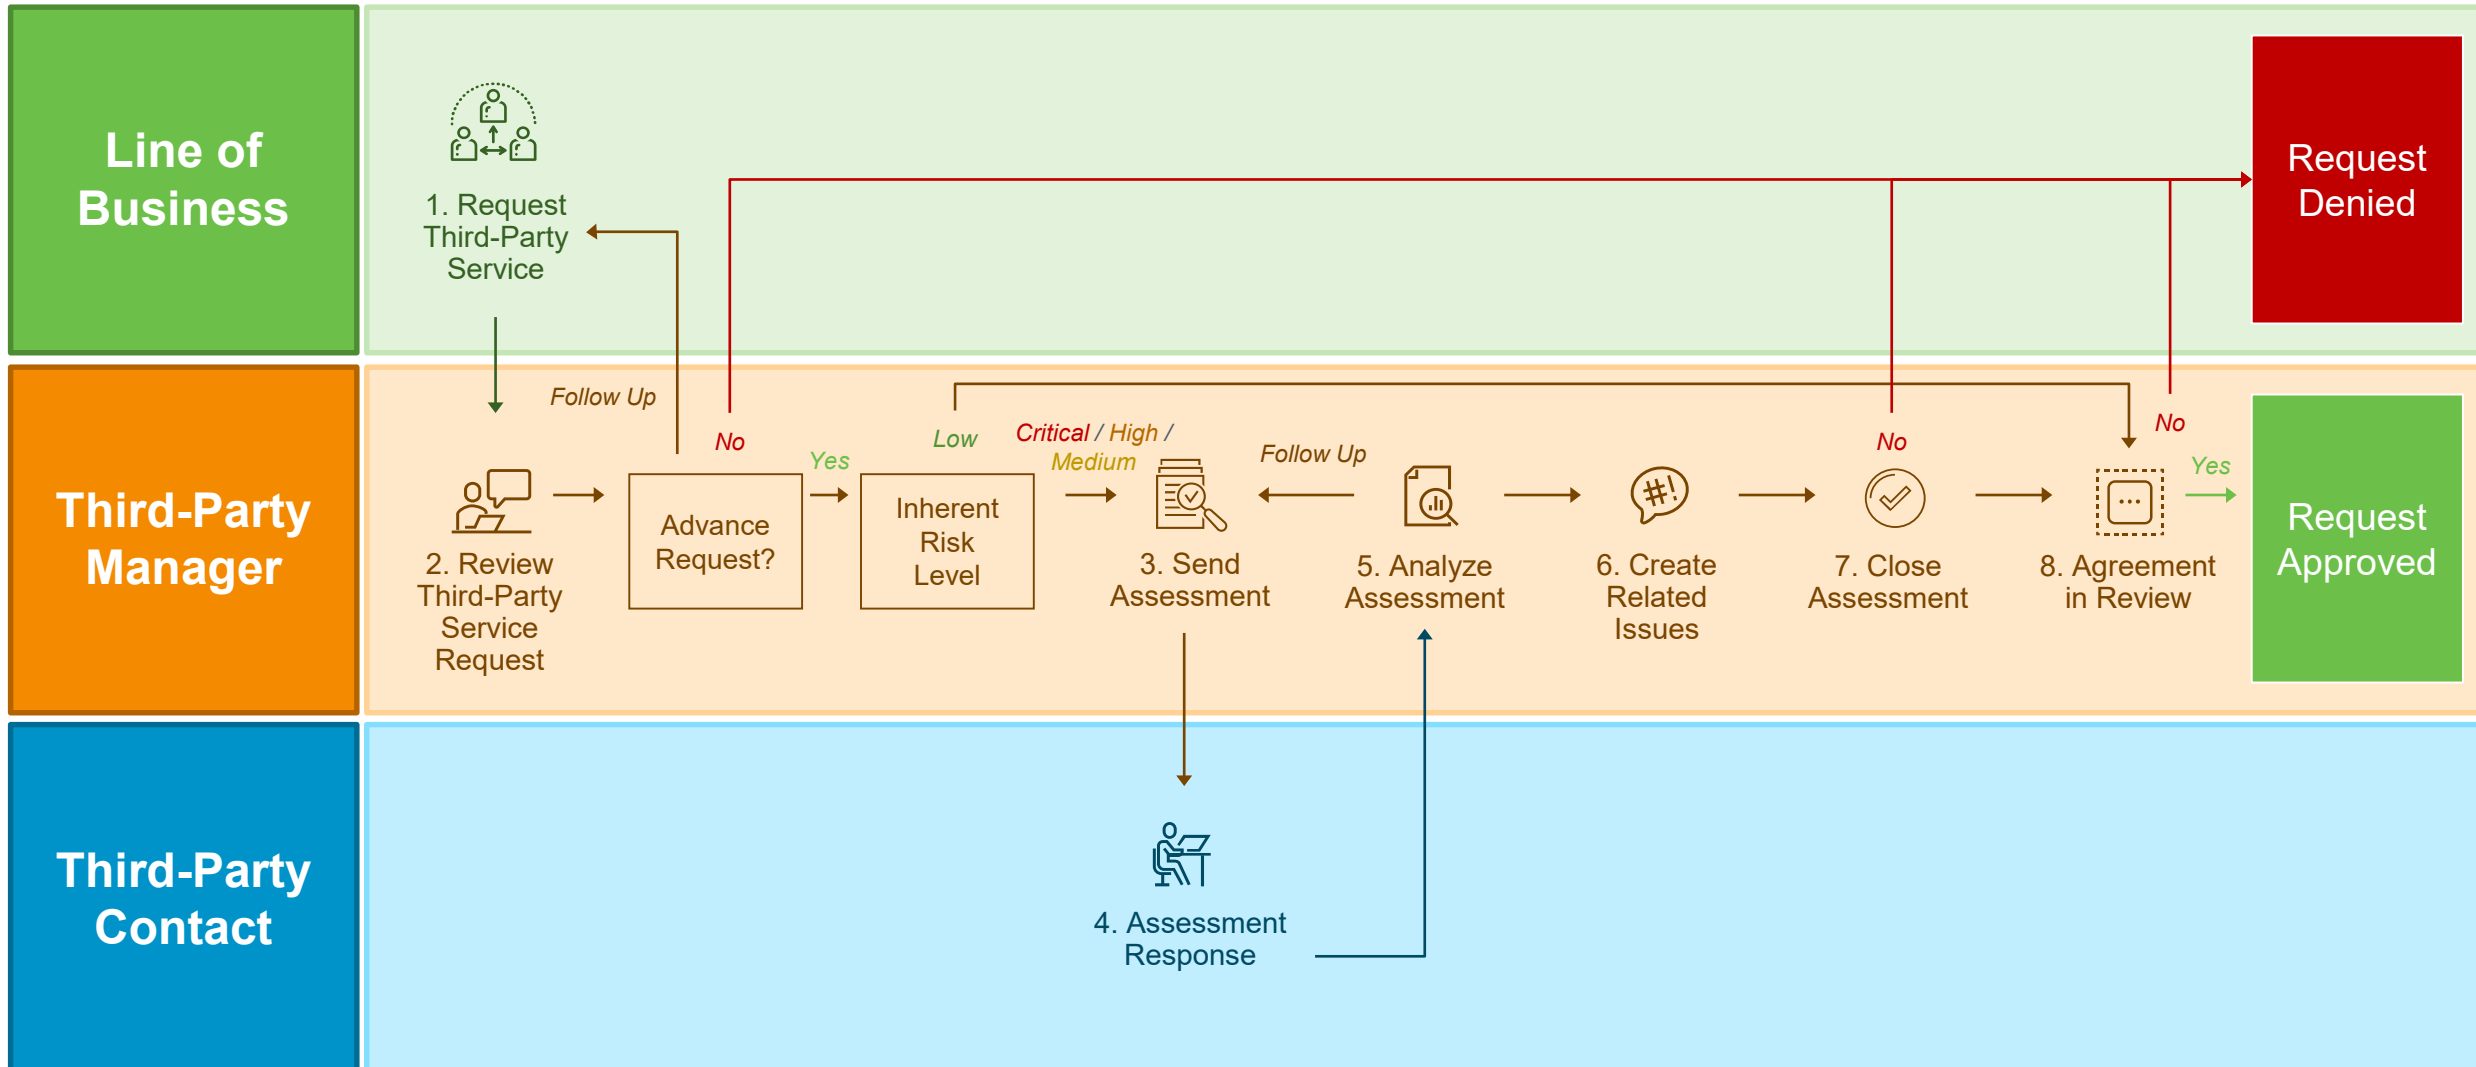 Line of
Business
1. Request
Third-Party
Service
Request
Denied
Third-Party
Manager
Follow Up
No
Yes
Low
Critical / High /
Medium
Follow Up
No
No
Yes
2. Review
Third-Party
Service
Request
Advance
Request?
Inherent
Risk
Level
3. Send
Assessment
5. Analyze
Assessment
#!
6. Create
Related
Issues
7. Close
Assessment
8. Agreement
in Review
Request
Approved
Third-Party
Contact
4. Assessment
Response